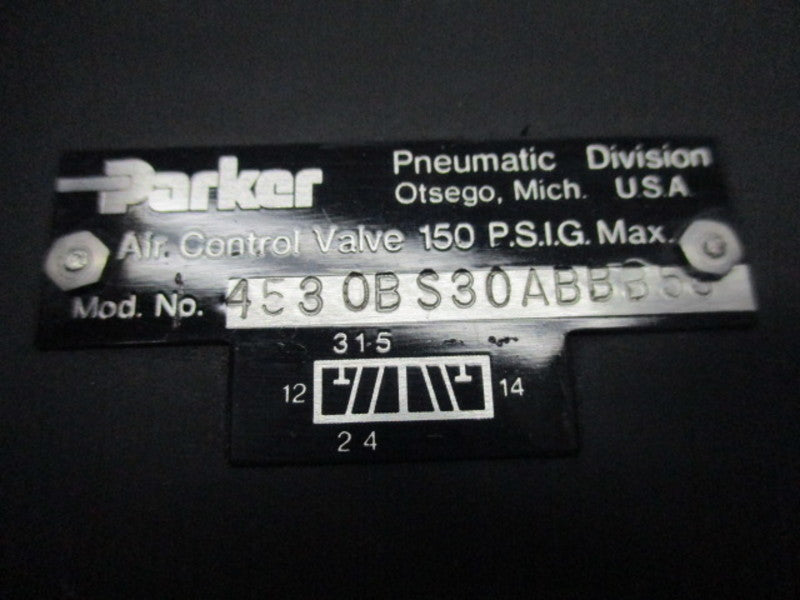 Parker
Pneumatic Division
Otsego, Mich. U.S.A
Air Control Valve 150 P.S.I.G. Max.
Mod. No.
3 1 5
12 14
2 4